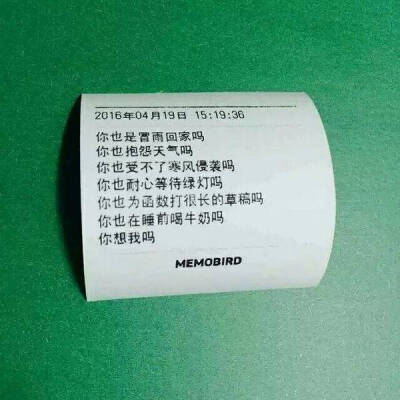 2016年04月19日 15:19:36
你也是冒雨回家吗
你也抱怨天气吗
你也受不了寒风侵袭吗
你也耐心等待绿灯吗
你也为函数打很长的草稿吗
你也在睡前喝牛奶吗
你想我吗
MEMOBIRD